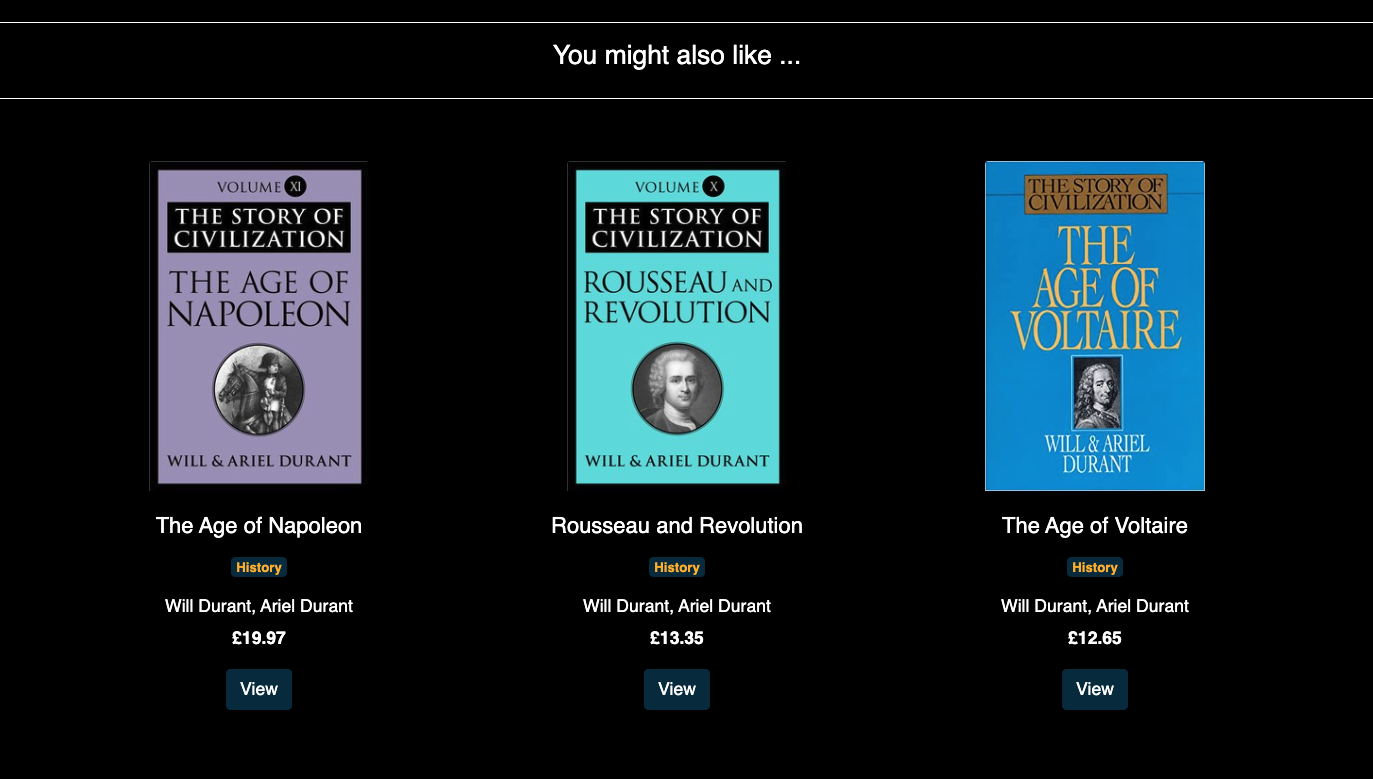 You might also like ...
VOLUME XI
THE STORY OF
CIVILIZATION
THE AGE OF
NAPOLEON
WILL & ARIEL DURANT
The Age of Napoleon
History
Will Durant, Ariel Durant
£19.97
View
VOLUME X
THE STORY OF
CIVILIZATION
ROUSSEAU AND
REVOLUTION
WILL & ARIEL DURANT
Rousseau and Revolution
History
Will Durant, Ariel Durant
£13.35
View
THE STORY OF
CIVILIZATION
THE
AGE OF
VOLTAIRE
WILL & ARIEL
DURANT
The Age of Voltaire
History
Will Durant, Ariel Durant
£12.65
View